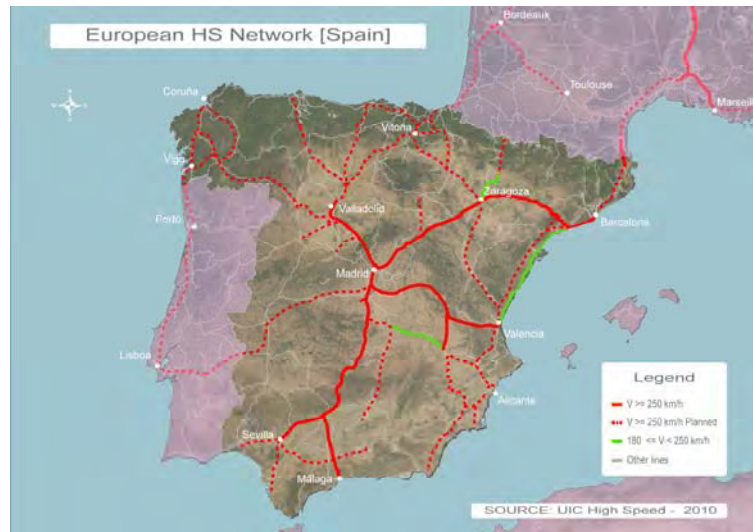 European HS Network [Spain]
Bordeaux
Coruña
Toulouse
Marseill
Vitoria
Vigo
Zaragoza
Valladolid
Barcelona
Porto
Madrid
Valencia
Lisboa
Alicante
Sevilla
Málaga
Legend
V >= 250 km/h
V >= 250 km/h Planned
180 <= V < 250 km/h
Other lines
SOURCE: UIC High Speed - 2010